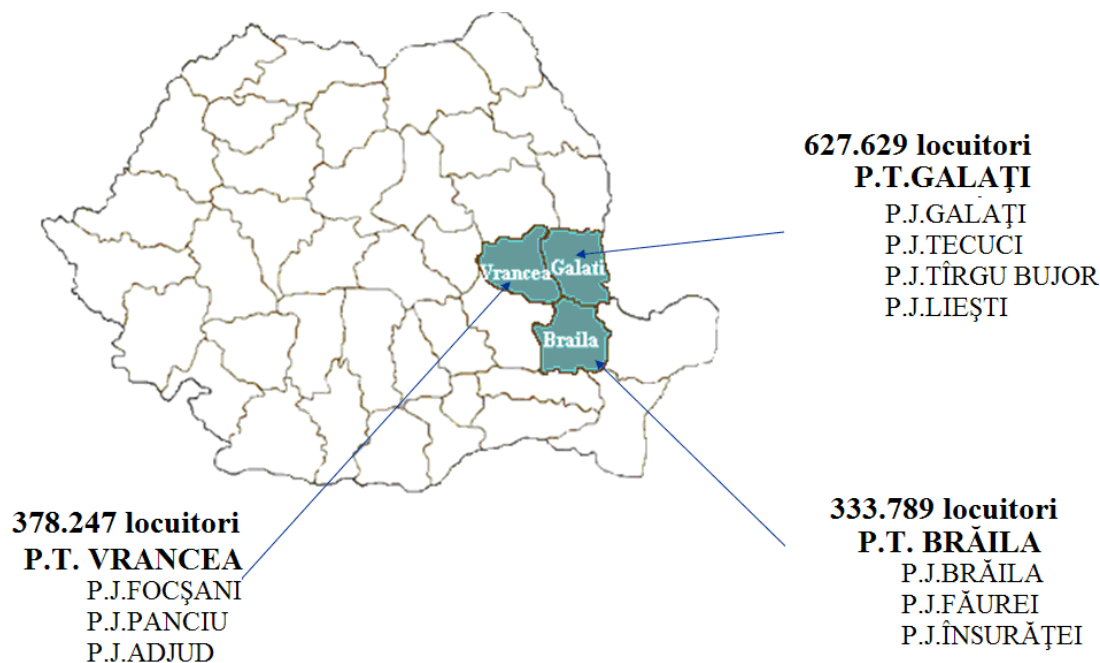 627.629 locuitori
P.T.GALAŢI
P.J.GALAŢI
P.J.TECUCI
P.J.TÎRGU BUJOR
P.J.LIEŞTI
Vrancea
Galati
Braila
378.247 locuitori
P.T. VRANCEA
P.J.FOCŞANI
P.J.PANCIU
P.J.ADJUD
333.789 locuitori
P.T. BRĂILA
P.J.BRĂILA
P.J.FĂUREI
P.J.ÎNSURĂŢEI